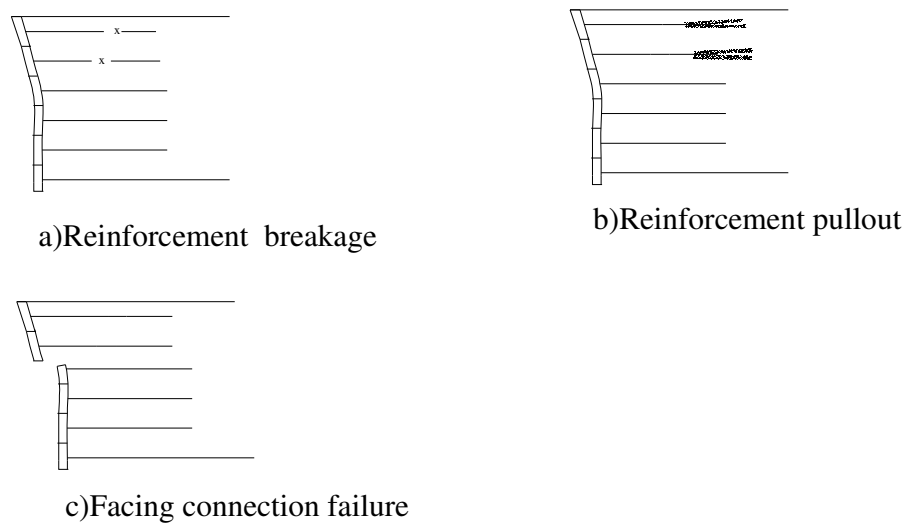 x
x
a)Reinforcement breakage
b)Reinforcement pullout
c)Facing connection failure